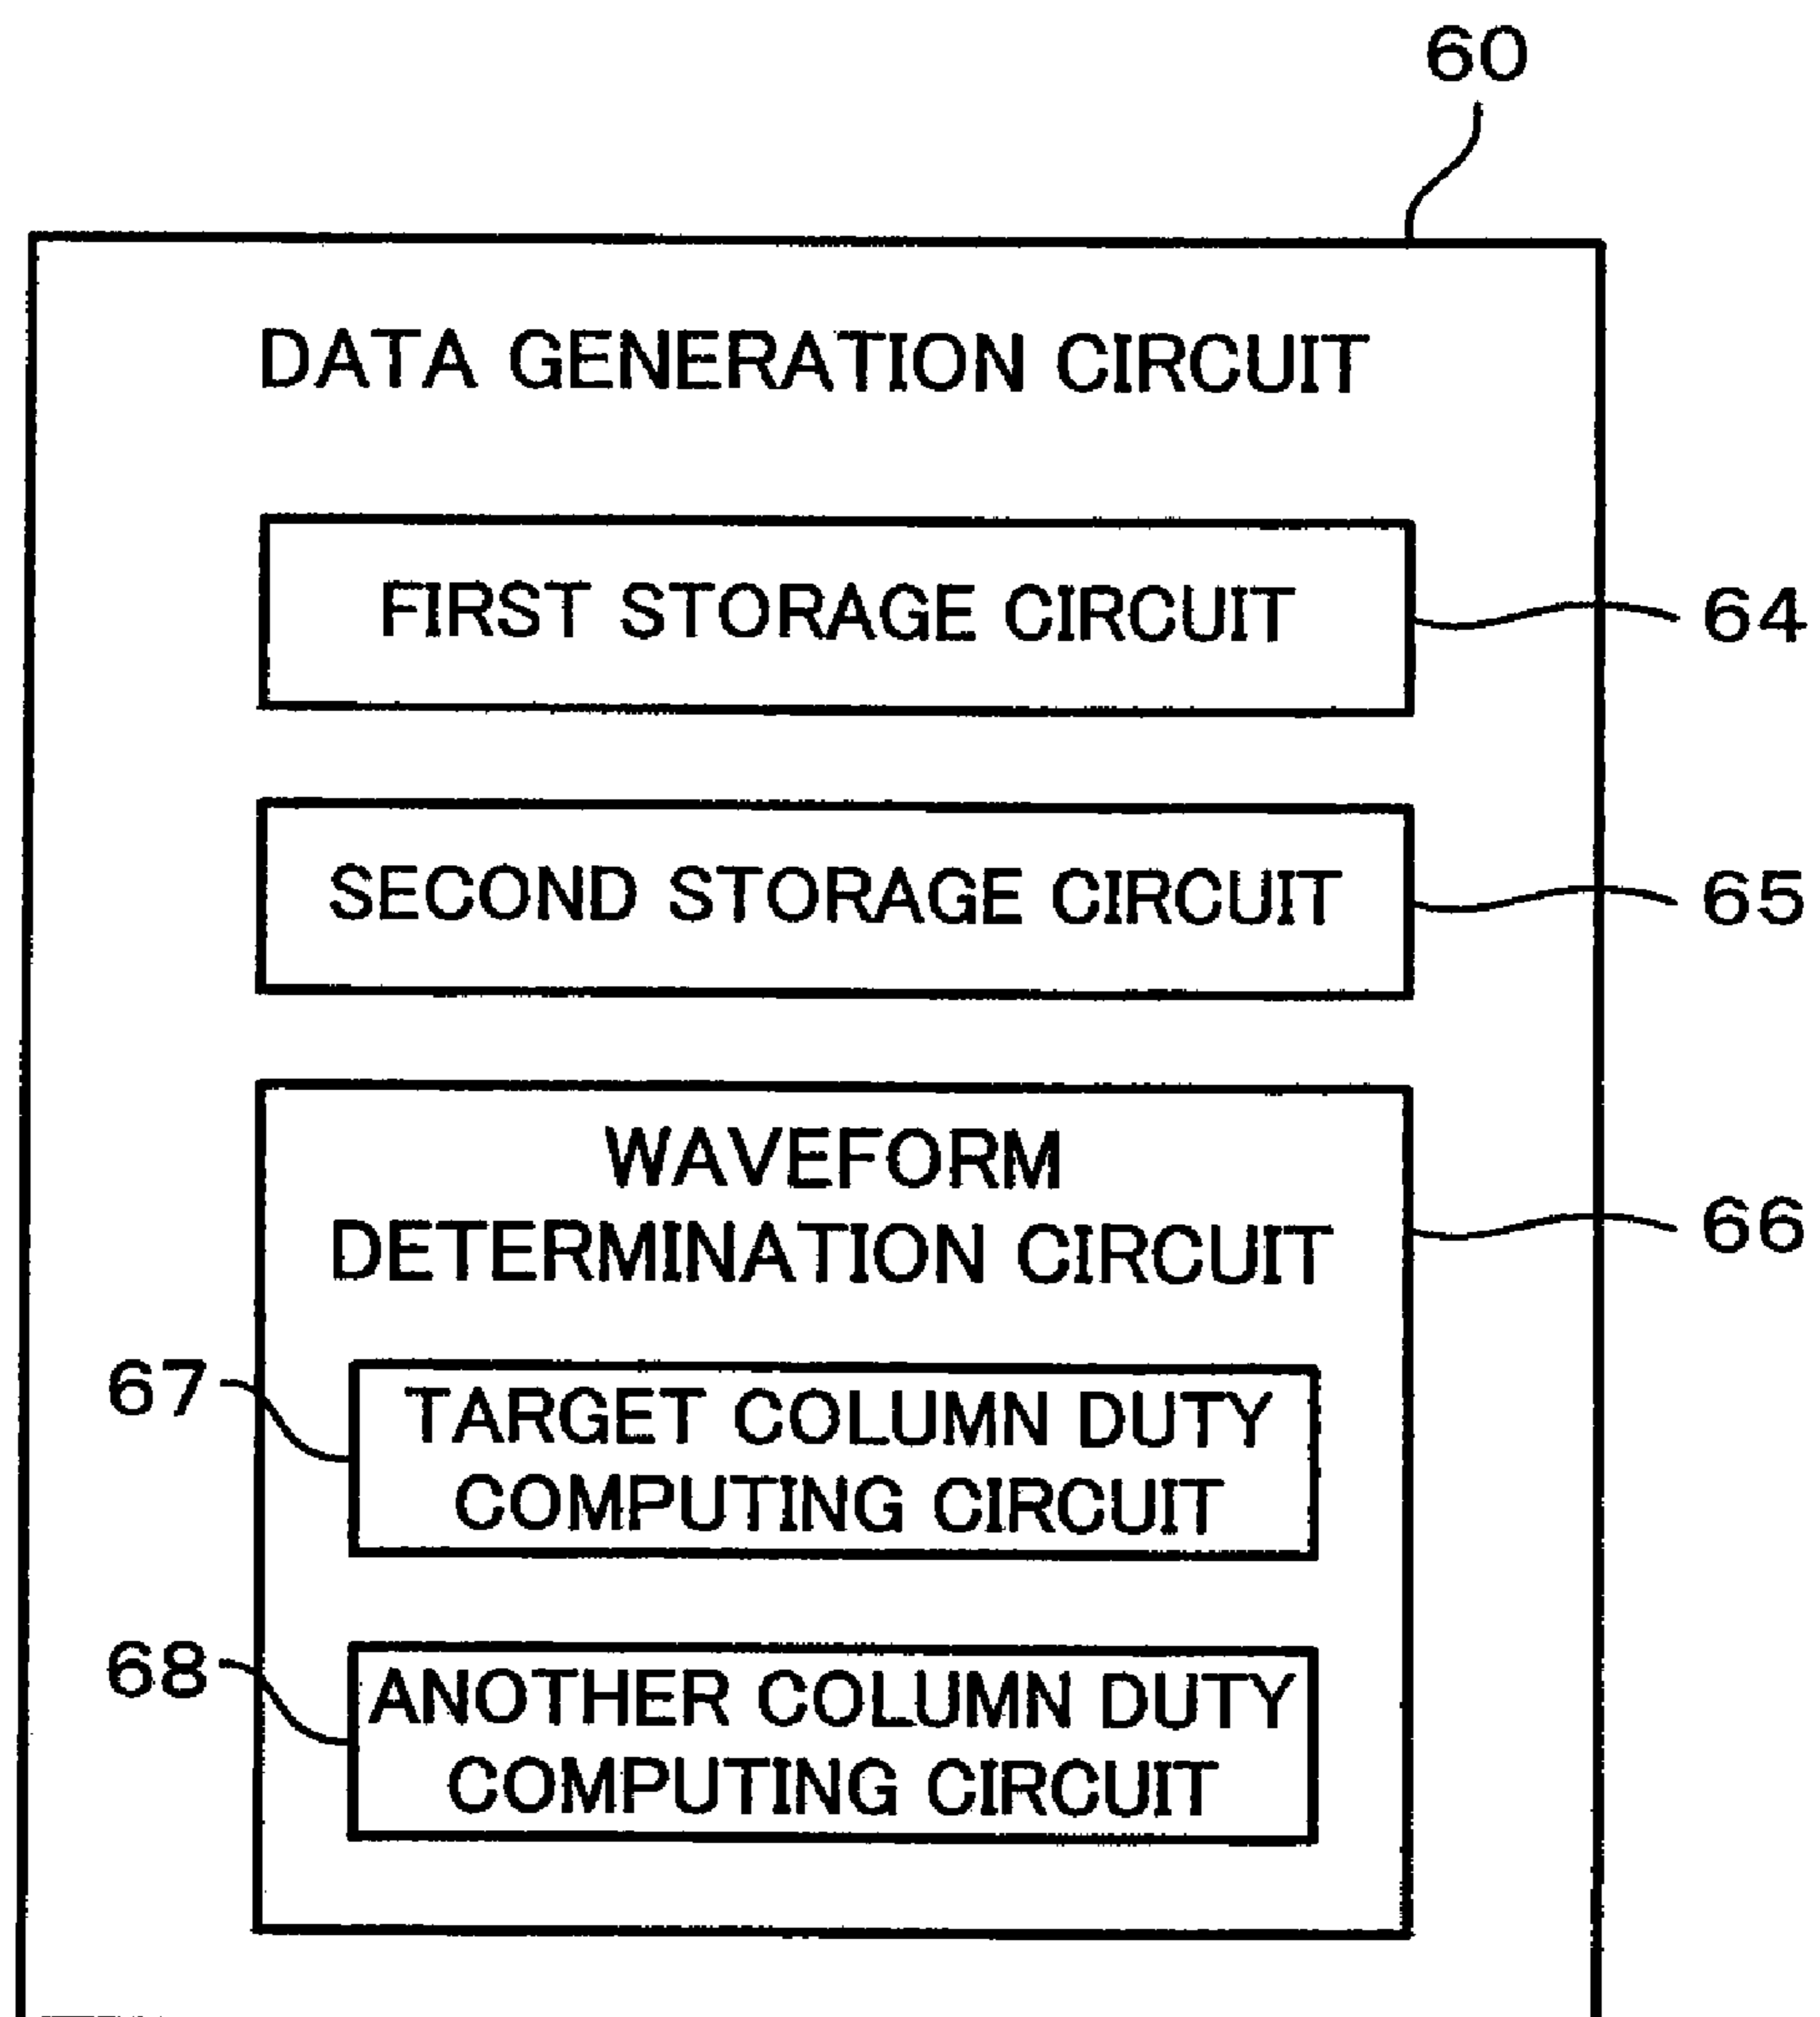 60
DATA GENERATION CIRCUIT
FIRST STORAGE CIRCUIT
64
SECOND STORAGE CIRCUIT
65
WAVEFORM
DETERMINATION CIRCUIT
66
67
TARGET COLUMN DUTY
COMPUTING CIRCUIT
68
ANOTHER COLUMN DUTY
COMPUTING CIRCUIT